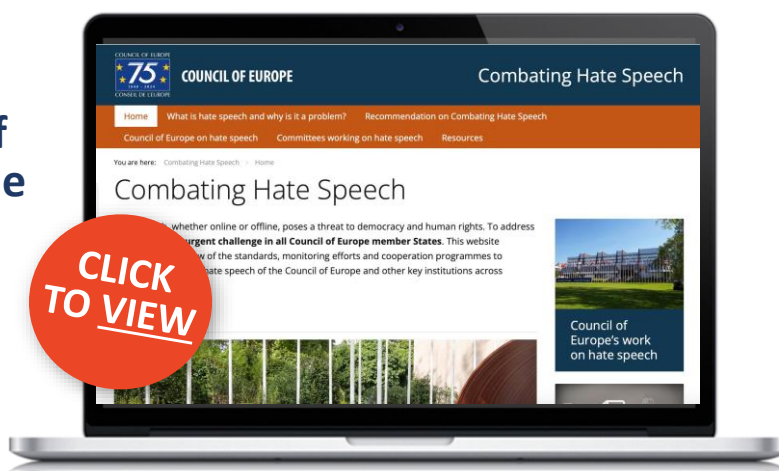 COUNCIL OF EUROPE
75
1949 - 2024
CONSEIL DE L'EUROPE
COUNCIL OF EUROPE
Combating Hate Speech
Home What is hate speech and why is it a problem? Recommendation on Combating Hate Speech
Council of Europe on hate speech Committees working on hate speech Resources
You are here: Combating Hate Speech / Home
Combating Hate Speech
whether online or offline, poses a threat to democracy and human rights. To address
urgent challenge in all Council of Europe member States. This website
of the standards, monitoring efforts and cooperation programmes to
hate speech of the Council of Europe and other key institutions across
CLICK
TO VIEW
Council of
Europe's work
on hate speech